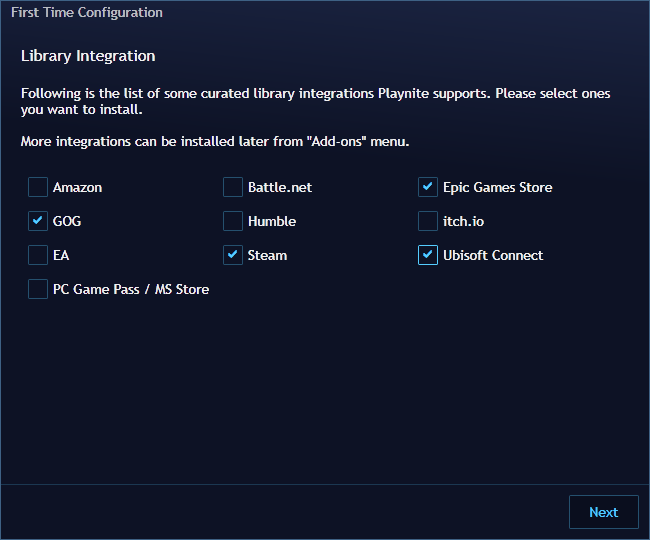 First Time Configuration
Library Integration
Following is the list of some curated library integrations Playnite supports. Please select ones
you want to install.
More integrations can be installed later from "Add-ons" menu.
Amazon
Battle.net
Epic Games Store
GOG
Humble
itch.io
EA
Steam
Ubisoft Connect
PC Game Pass / MS Store
Next